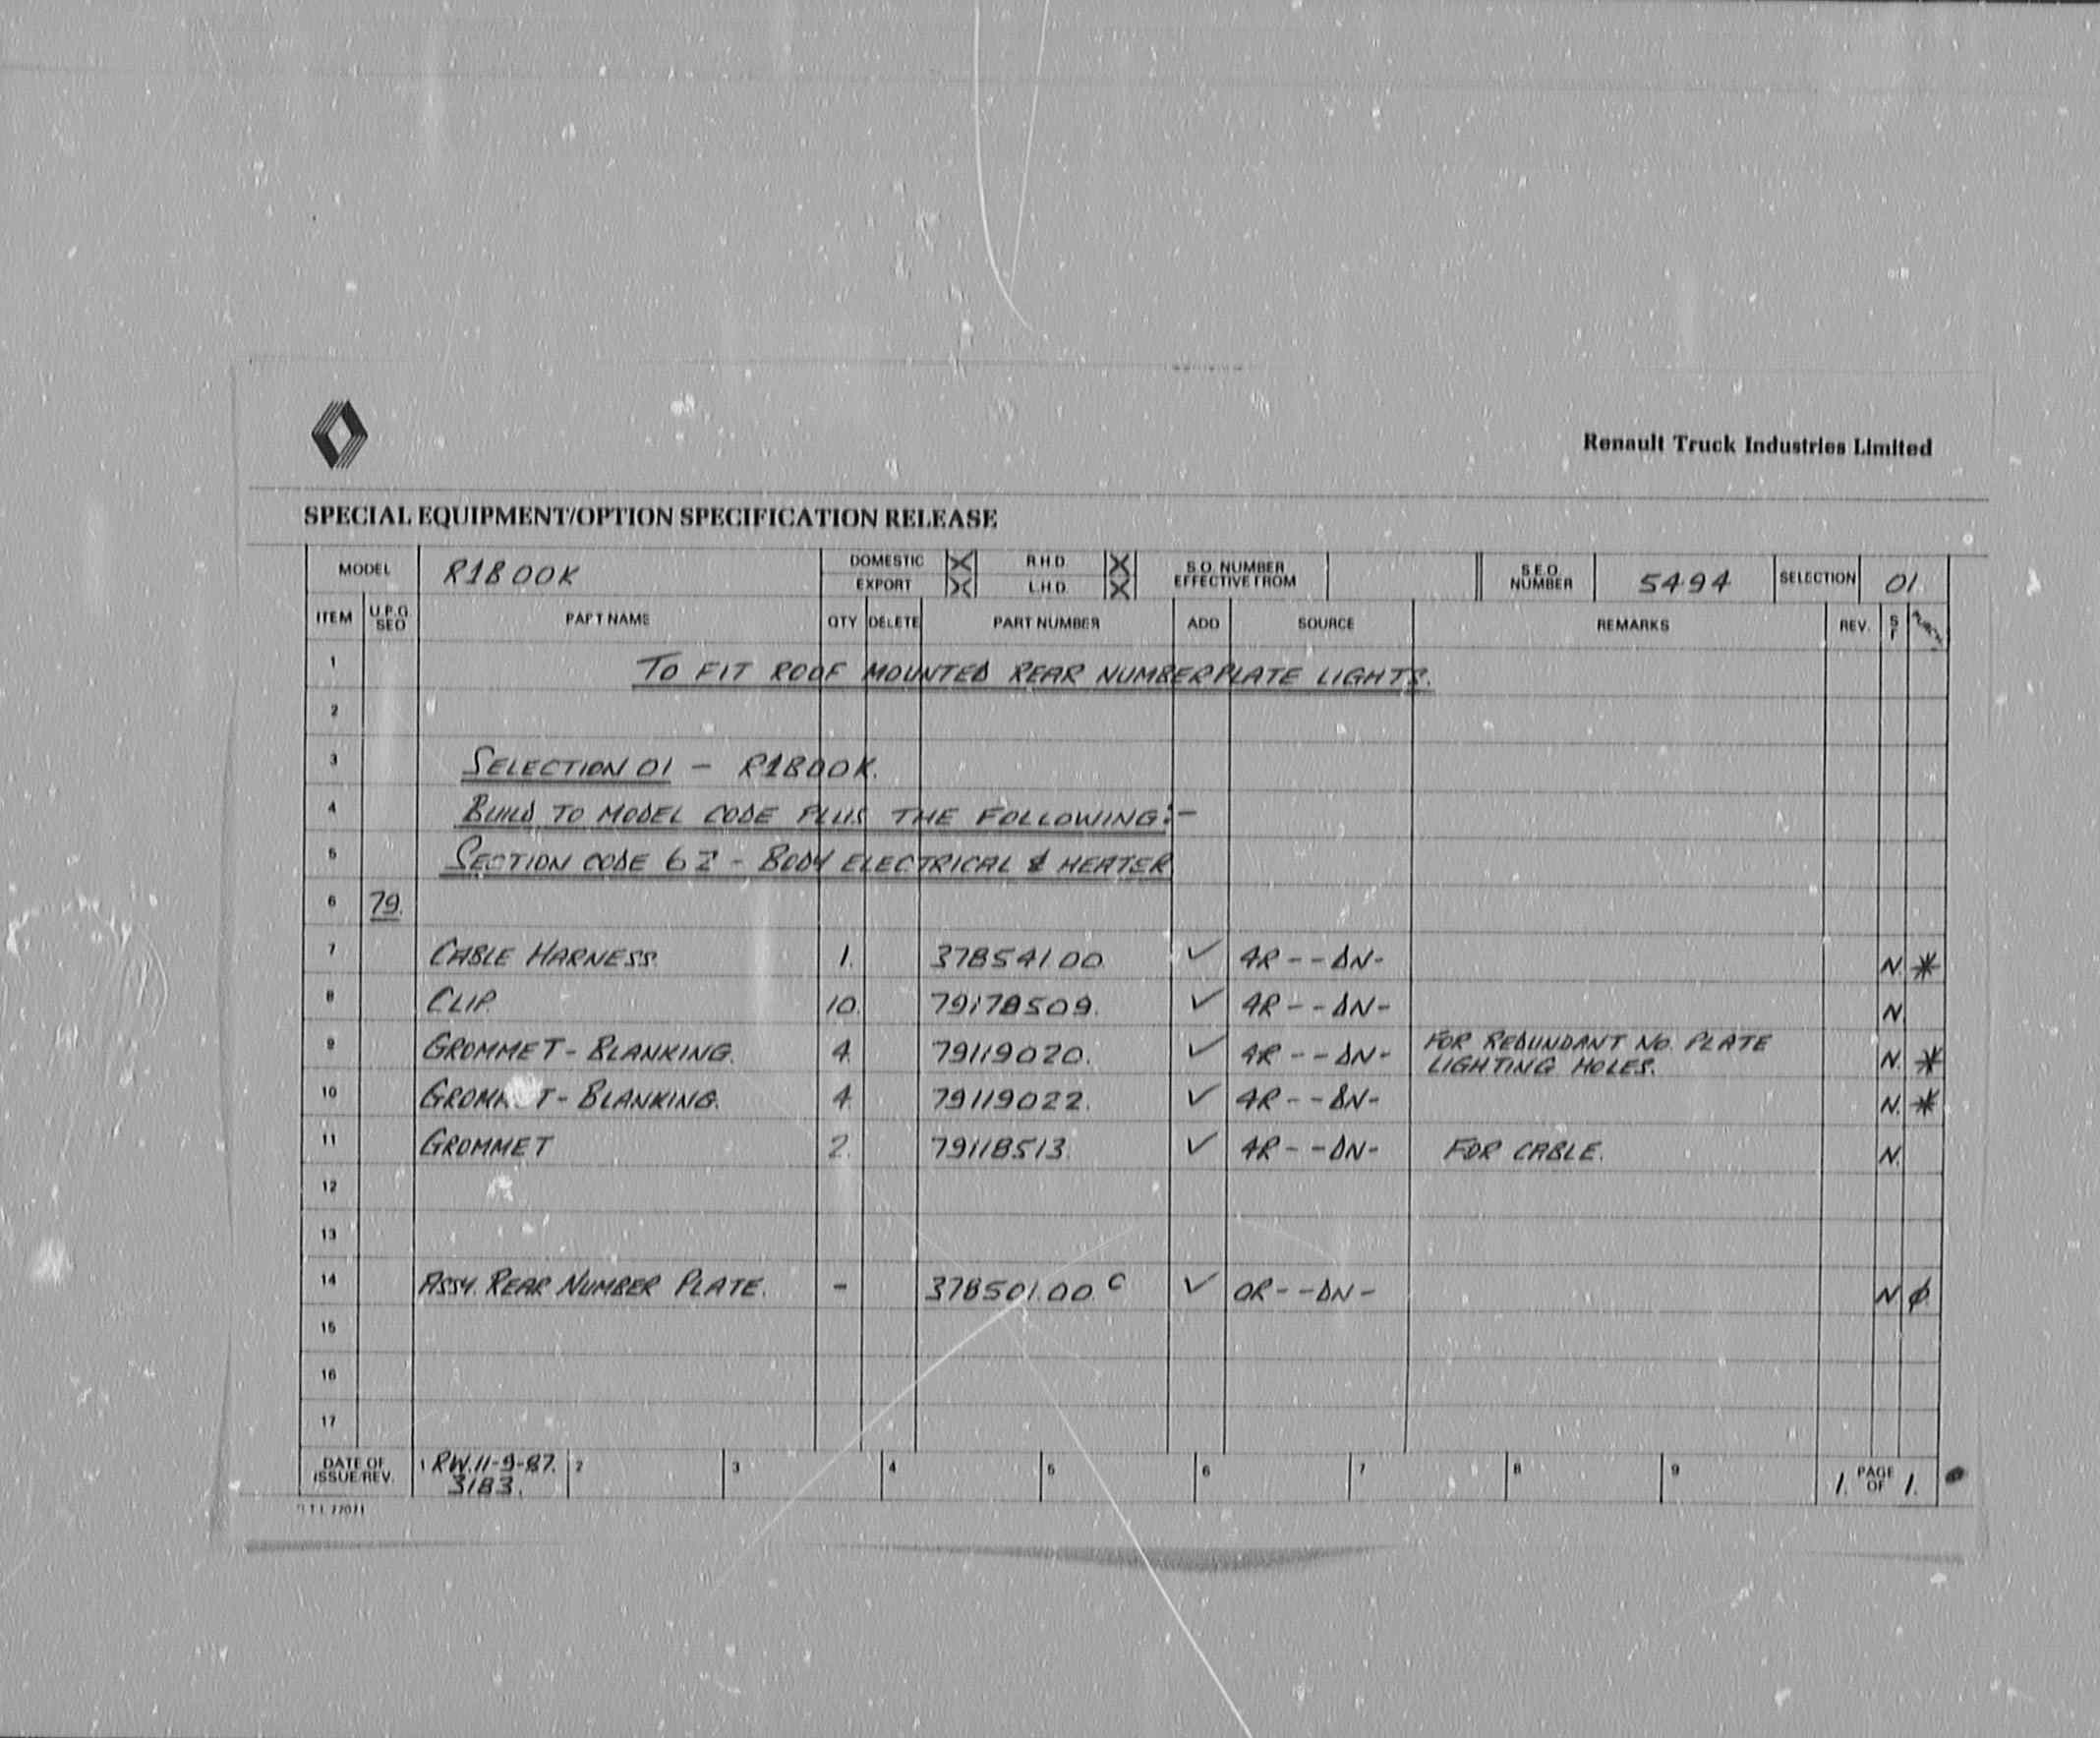 Renault Truck Industries Limited
SPECIAL EQUIPMENT/OPTION SPECIFICATION RELEASE
MODEL R1800K DOMESTIC X R.H.D. X S.O. NUMBER EFFECTIVE FROM S.E.O. NUMBER 5494 SELECTION 01.
EXPORT X L.H.D. X
ITEM U.P.G. SEQ PART NAME QTY DELETE PART NUMBER ADD SOURCE REMARKS REV. S F
1 TO FIT ROOF MOUNTED REAR NUMBERPLATE LIGHTS.
2
3 SELECTION 01 - R1800K.
4 BUILD TO MODEL CODE PLUS THE FOLLOWING:-
5 SECTION CODE 6Z - BODY ELECTRICAL & HEATER
6 79.
7 CABLE HARNESS. 1. 37854100. ✓ 4R--DN- N. *
8 CLIP. 10. 79178509. ✓ 4R--DN- N.
9 GROMMET - BLANKING. 4. 79119020. ✓ 4R--DN- FOR REDUNDANT NO. PLATE LIGHTING HOLES. N. *
10 - BLANKING. 4. 79119022. ✓ 4R--DN- N. *
11 GROMMET 2. 79118513. ✓ 4R--DN- FOR CABLE. N.
12
13
14 ASSY. REAR NUMBER PLATE. - 378501.00. C ✓ OR--DN- N ϕ
15
16
17
DATE OF ISSUE/REV. 1 RW. 11-9-87. 2 3 4 5 6 7 8 9 1. PAGE OF 1.
3183.